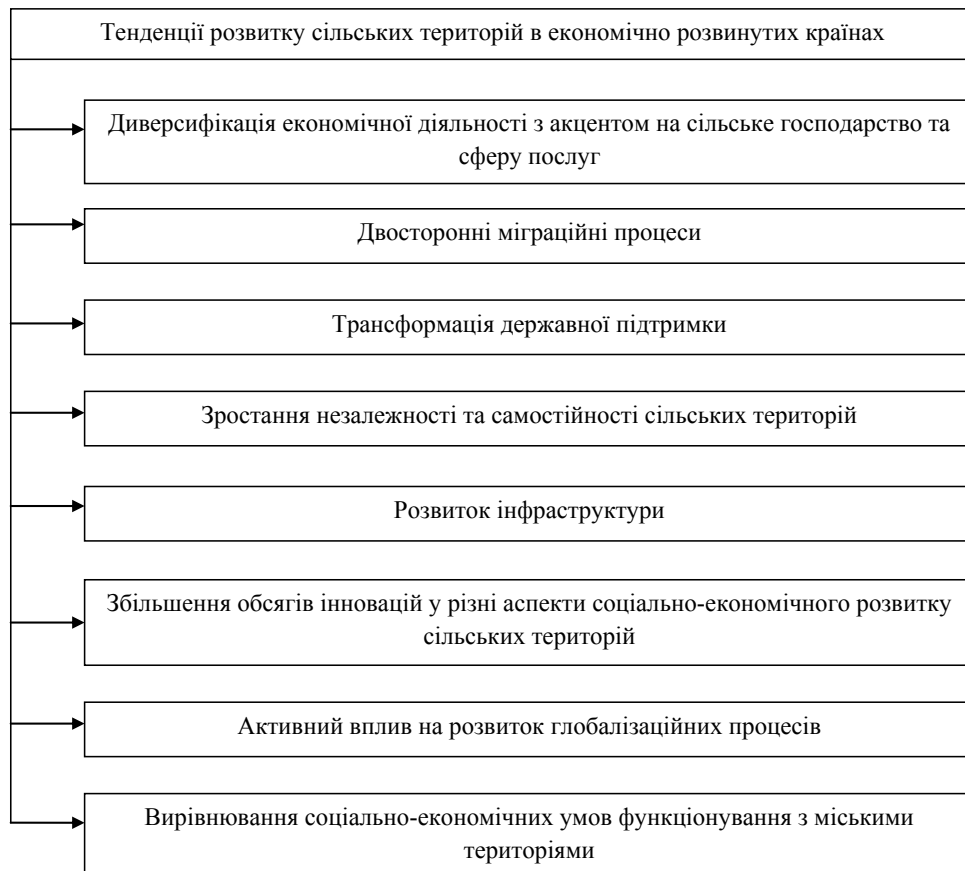 Тенденції розвитку сільських територій в економічно розвинутих країнах
Диверсифікація економічної діяльності з акцентом на сільське господарство та
сферу послуг
Двосторонні міграційні процеси
Трансформація державної підтримки
Зростання незалежності та самостійності сільських територій
Розвиток інфраструктури
Збільшення обсягів інновацій у різні аспекти соціально-економічного розвитку
сільських територій
Активний вплив на розвиток глобалізаційних процесів
Вирівнювання соціально-економічних умов функціонування з міськими
територіями